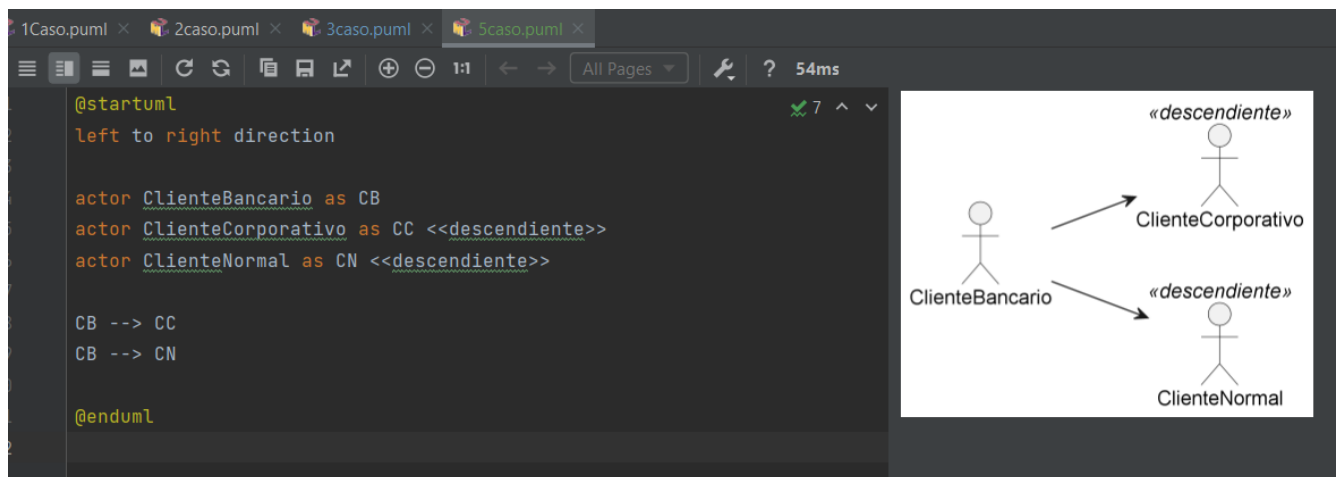 1Caso.puml × 2caso.puml × 3caso.puml × 5caso.puml ×
1:1 ← → All Pages ? 54ms
@startuml
7
left to right direction
actor ClienteBancario as CB
actor ClienteCorporativo as CC <<descendiente>>
actor ClienteNormal as CN <<descendiente>>
CB --> CC
CB --> CN
@enduml
«descendiente»
ClienteCorporativo
ClienteBancario
«descendiente»
ClienteNormal